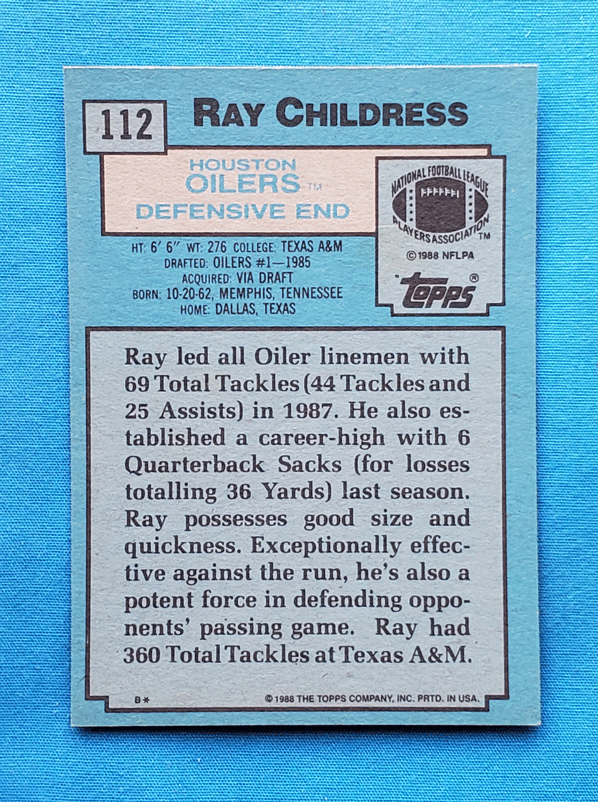 112
RAY CHILDRESS
HOUSTON
OILERS TM
DEFENSIVE END
NATIONAL FOOTBALL LEAGUE
PLAYERS ASSOCIATION TM
© 1988 NFLPA
TOPPS ®
HT: 6' 6" WT: 276 COLLEGE: TEXAS A&M
DRAFTED: OILERS #1—1985
ACQUIRED: VIA DRAFT
BORN: 10-20-62, MEMPHIS, TENNESSEE
HOME: DALLAS, TEXAS
Ray led all Oiler linemen with
69 Total Tackles (44 Tackles and
25 Assists) in 1987. He also es-
tablished a career-high with 6
Quarterback Sacks (for losses
totalling 36 Yards) last season.
Ray possesses good size and
quickness. Exceptionally effec-
tive against the run, he's also a
potent force in defending oppo-
nents' passing game. Ray had
360 Total Tackles at Texas A&M.
B*
© 1988 THE TOPPS COMPANY, INC. PRTD. IN USA.